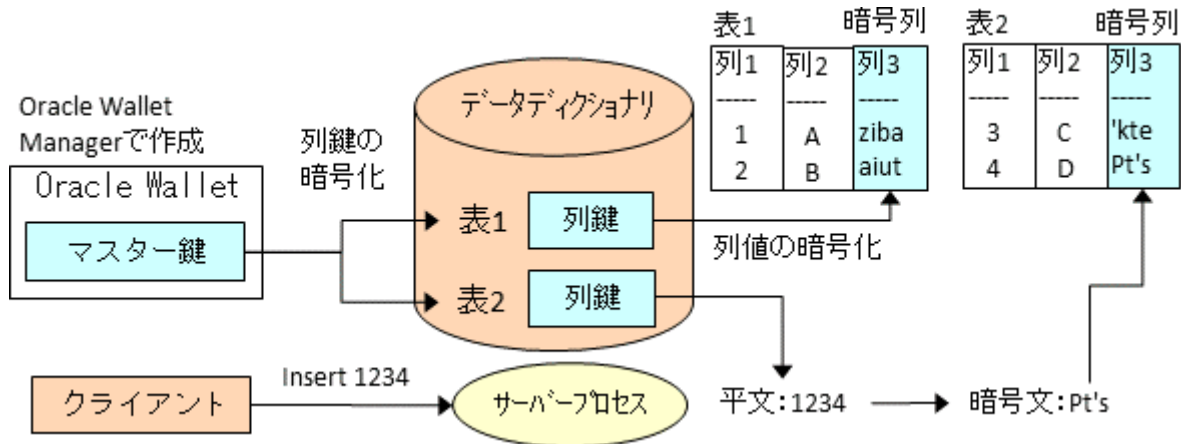 表1 暗号列
列1 列2 列3
----- ----- -----
1 A ziba
2 B aiut
表2 暗号列
列1 列2 列3
----- ----- -----
3 C 'kte
4 D Pt's
データディクショナリ
Oracle Wallet
Managerで作成
列鍵の
暗号化
Oracle Wallet
マスター鍵
表1 列鍵
列値の暗号化
表2 列鍵
クライアント
Insert 1234
サーバープロセス
平文:1234
暗号文:Pt's